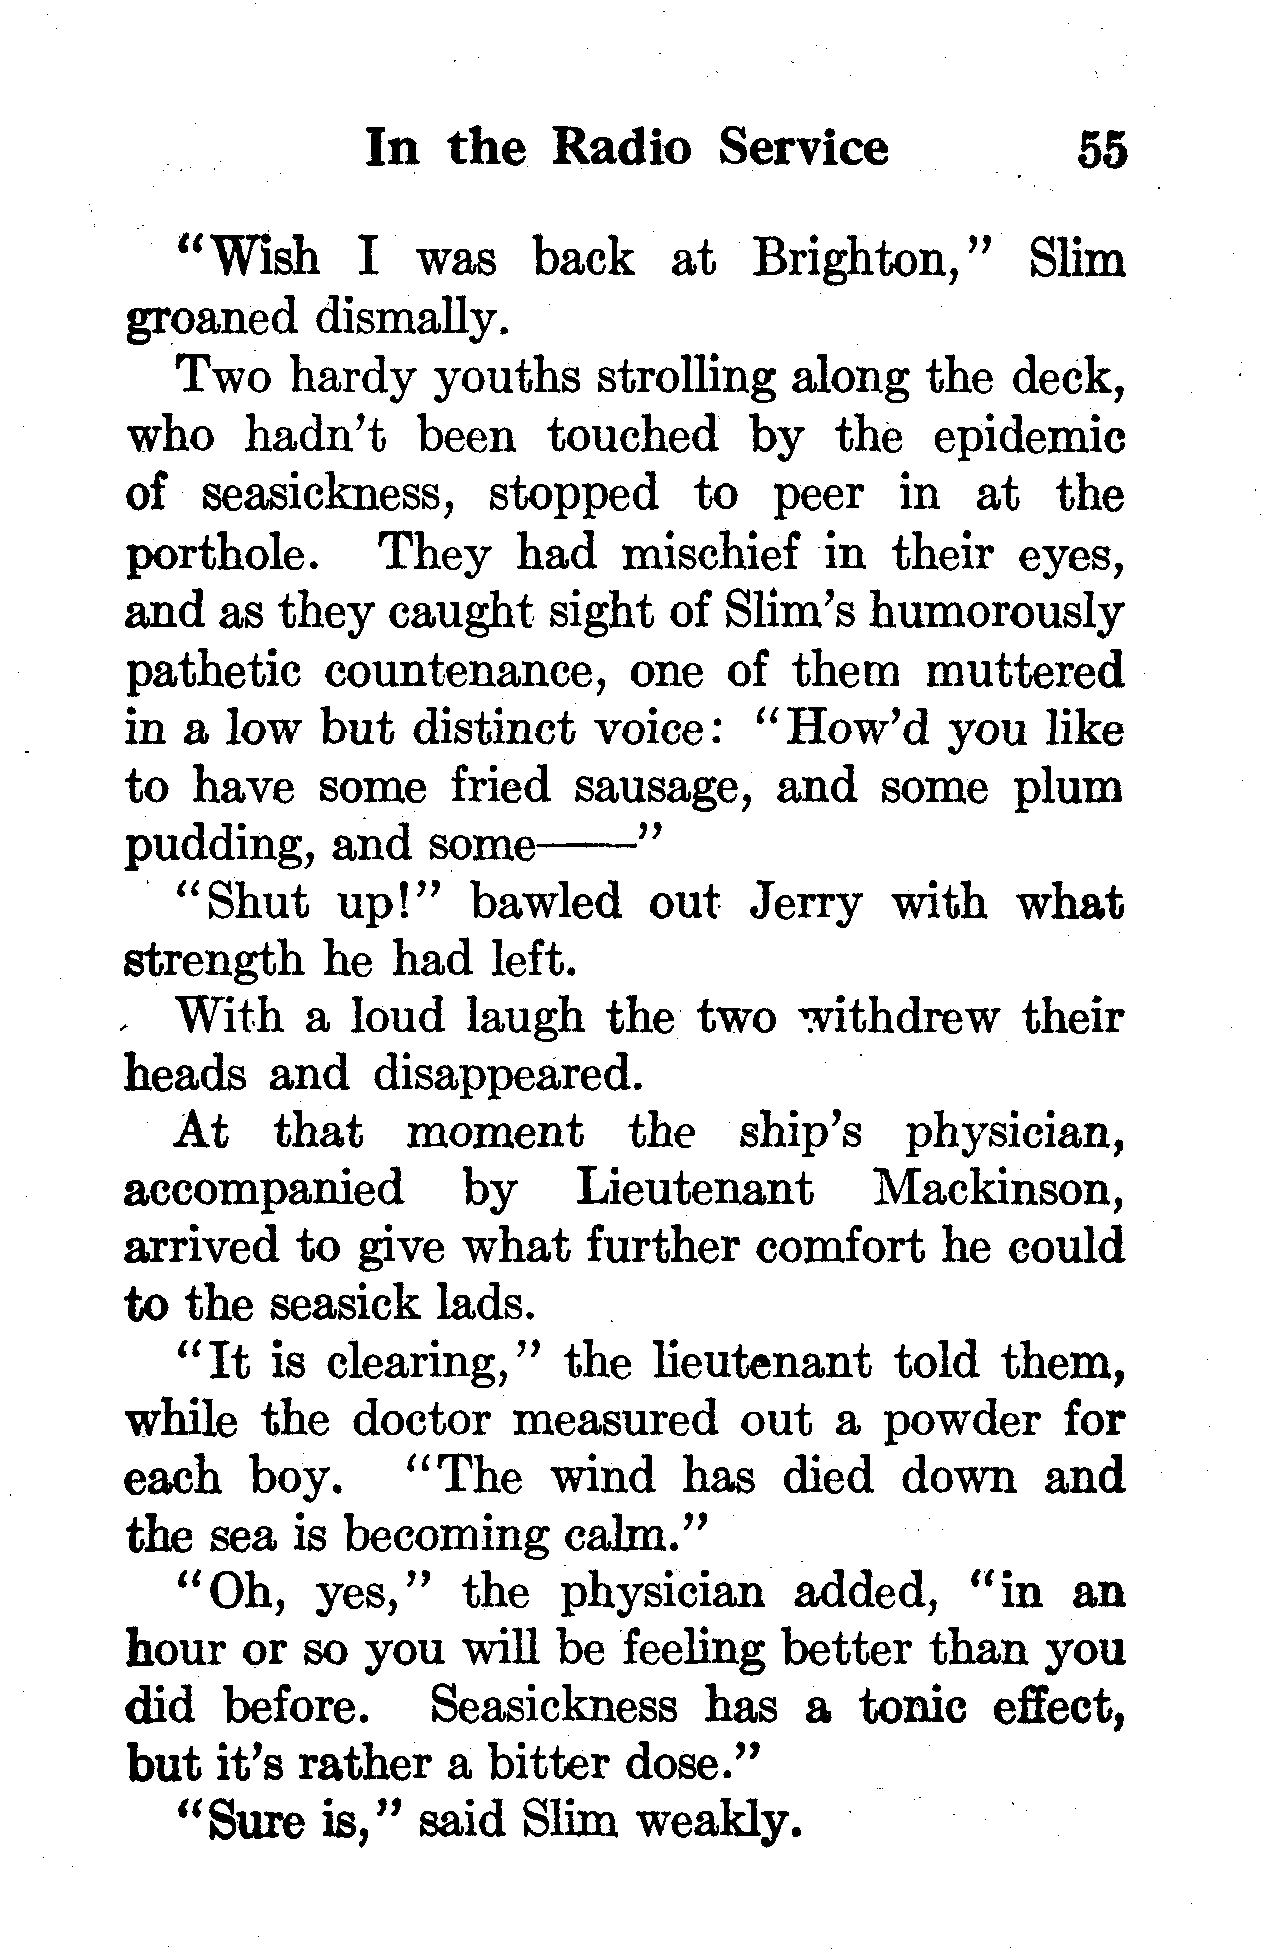 In the Radio Service 55
“Wish I was back at Brighton,” Slim
groaned dismally.
Two hardy youths strolling along the deck,
who hadn’t been touched by the epidemic
of seasickness, stopped to peer in at the
porthole. They had mischief in their eyes,
and as they caught sight of Slim’s humorously
pathetic countenance, one of them muttered
in a low but distinct voice: “How’d you like
to have some fried sausage, and some plum
pudding, and some——”
“Shut up!” bawled out Jerry with what
strength he had left.
With a loud laugh the two withdrew their
heads and disappeared.
At that moment the ship’s physician,
accompanied by Lieutenant Mackinson,
arrived to give what further comfort he could
to the seasick lads.
“It is clearing,” the lieutenant told them,
while the doctor measured out a powder for
each boy. “The wind has died down and
the sea is becoming calm.”
“Oh, yes,” the physician added, “in an
hour or so you will be feeling better than you
did before. Seasickness has a tonic effect,
but it’s rather a bitter dose.”
“Sure is,” said Slim weakly.